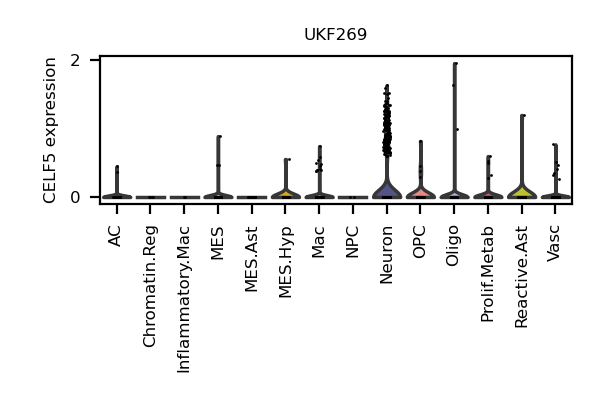 UKF269
CELF5 expression
2
0
AC
Chromatin.Reg
Inflammatory.Mac
MES
MES.Ast
MES.Hyp
Mac
NPC
Neuron
OPC
Oligo
Prolif.Metab
Reactive.Ast
Vasc